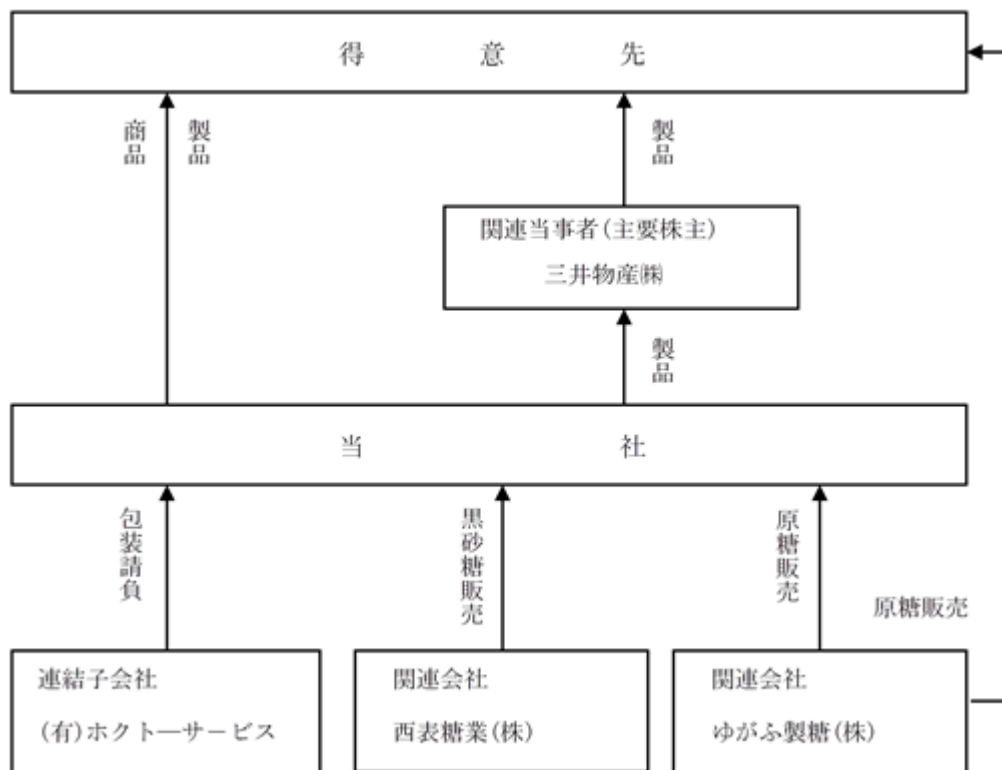 得意先
商品
製品
製品
関連当事者(主要株主)
三井物産㈱
製品
当社
包装請負
黒砂糖販売
原糖販売
原糖販売
連結子会社
(有)ホクト―サービス
関連会社
西表糖業(株)
関連会社
ゆがふ製糖(株)